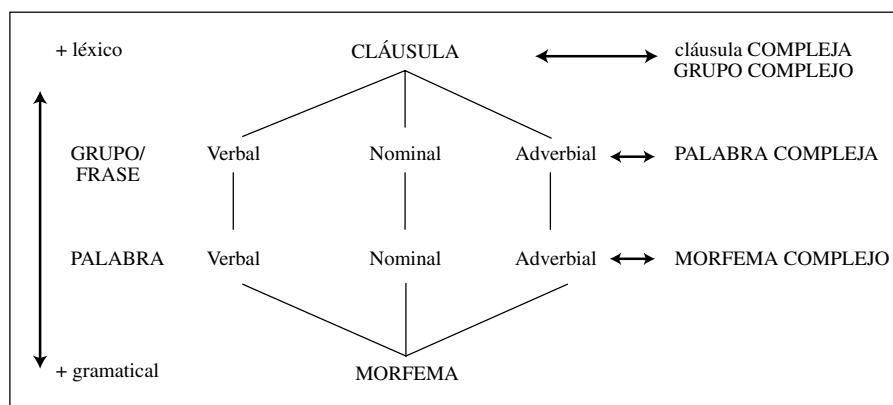 + léxico CLÁUSULA cláusula COMPLEJA
GRUPO COMPLEJO
GRUPO/ Verbal Nominal Adverbial PALABRA COMPLEJA
FRASE
PALABRA Verbal Nominal Adverbial MORFEMA COMPLEJO
+ gramatical MORFEMA